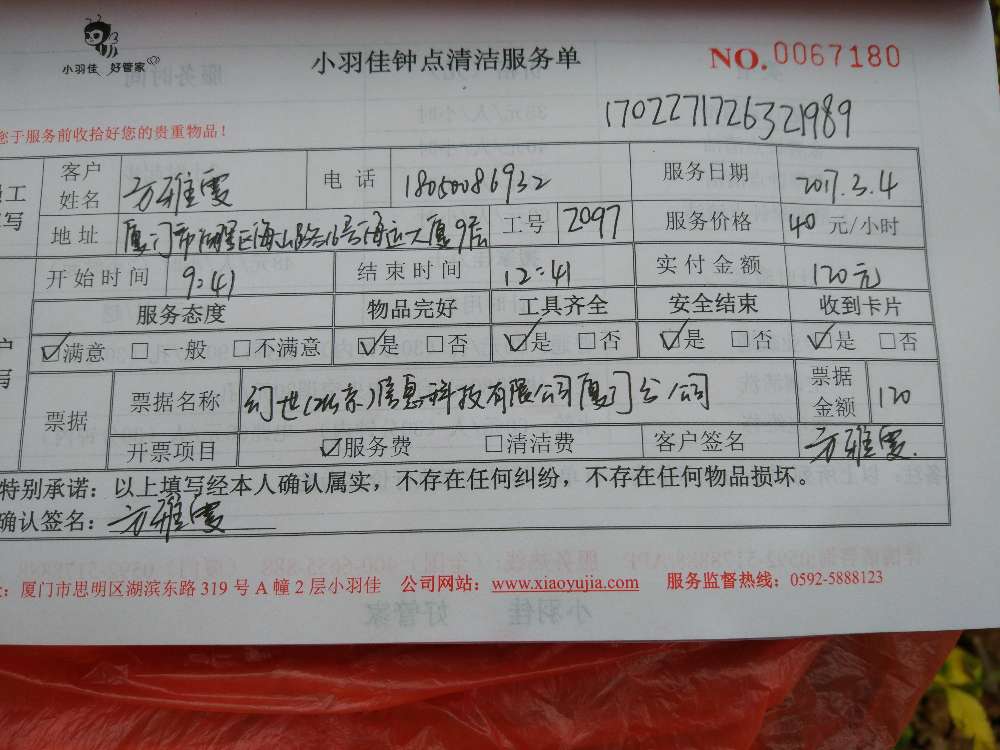 小羽佳 好管家
小羽佳钟点清洁服务单
NO.0067180
1702271726321989
您于服务前收拾好您的贵重物品！
员工
填写
客户姓名 方雅霞 电话 18050086932 服务日期 2017.3.4
地址 厦门市湖里区海山路16号海运大厦9层 工号 2097 服务价格 40 元/小时
开始时间 9:41 结束时间 12:41 实付金额 120元
服务态度 物品完好 工具齐全 安全结束 收到卡片
☑满意 □一般 □不满意 ☑是 □否 ☑是 □否 ☑是 □否 ☑是 □否
户
写
票据 票据名称 幻世(北京)信息科技有限公司厦门分公司 票据金额 120
开票项目 ☑服务费 □清洁费 客户签名 方雅霞
特别承诺：以上填写经本人确认属实，不存在任何纠纷，不存在任何物品损坏。
确认签名：方雅霞
：厦门市思明区湖滨东路 319 号 A 幢 2 层小羽佳 公司网站：www.xiaoyujia.com 服务监督热线：0592-5888123